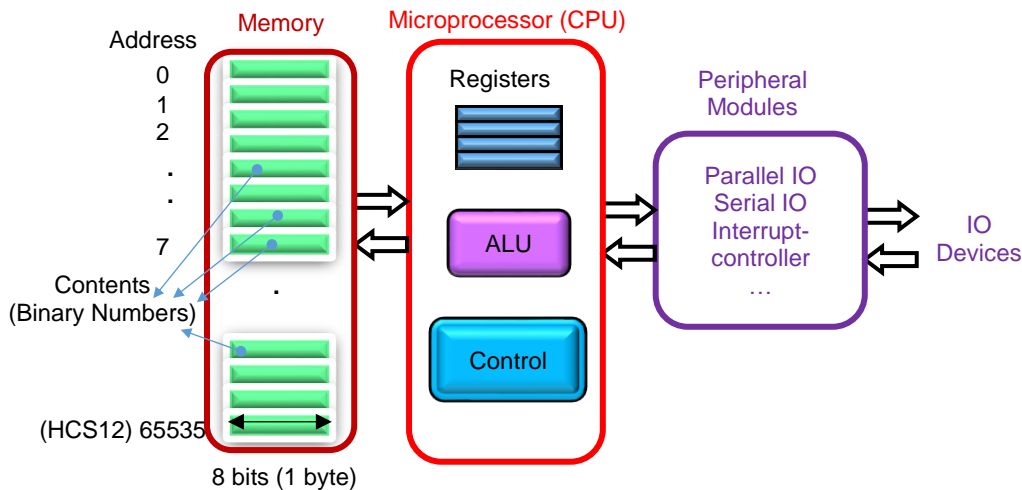 Memory
Microprocessor (CPU)
Address
0
1
2
.
.
7
Contents
(Binary Numbers)
.
(HCS12) 65535
8 bits (1 byte)
Registers
ALU
Control
Peripheral
Modules
Parallel IO
Serial IO
Interrupt-
controller
…
IO
Devices